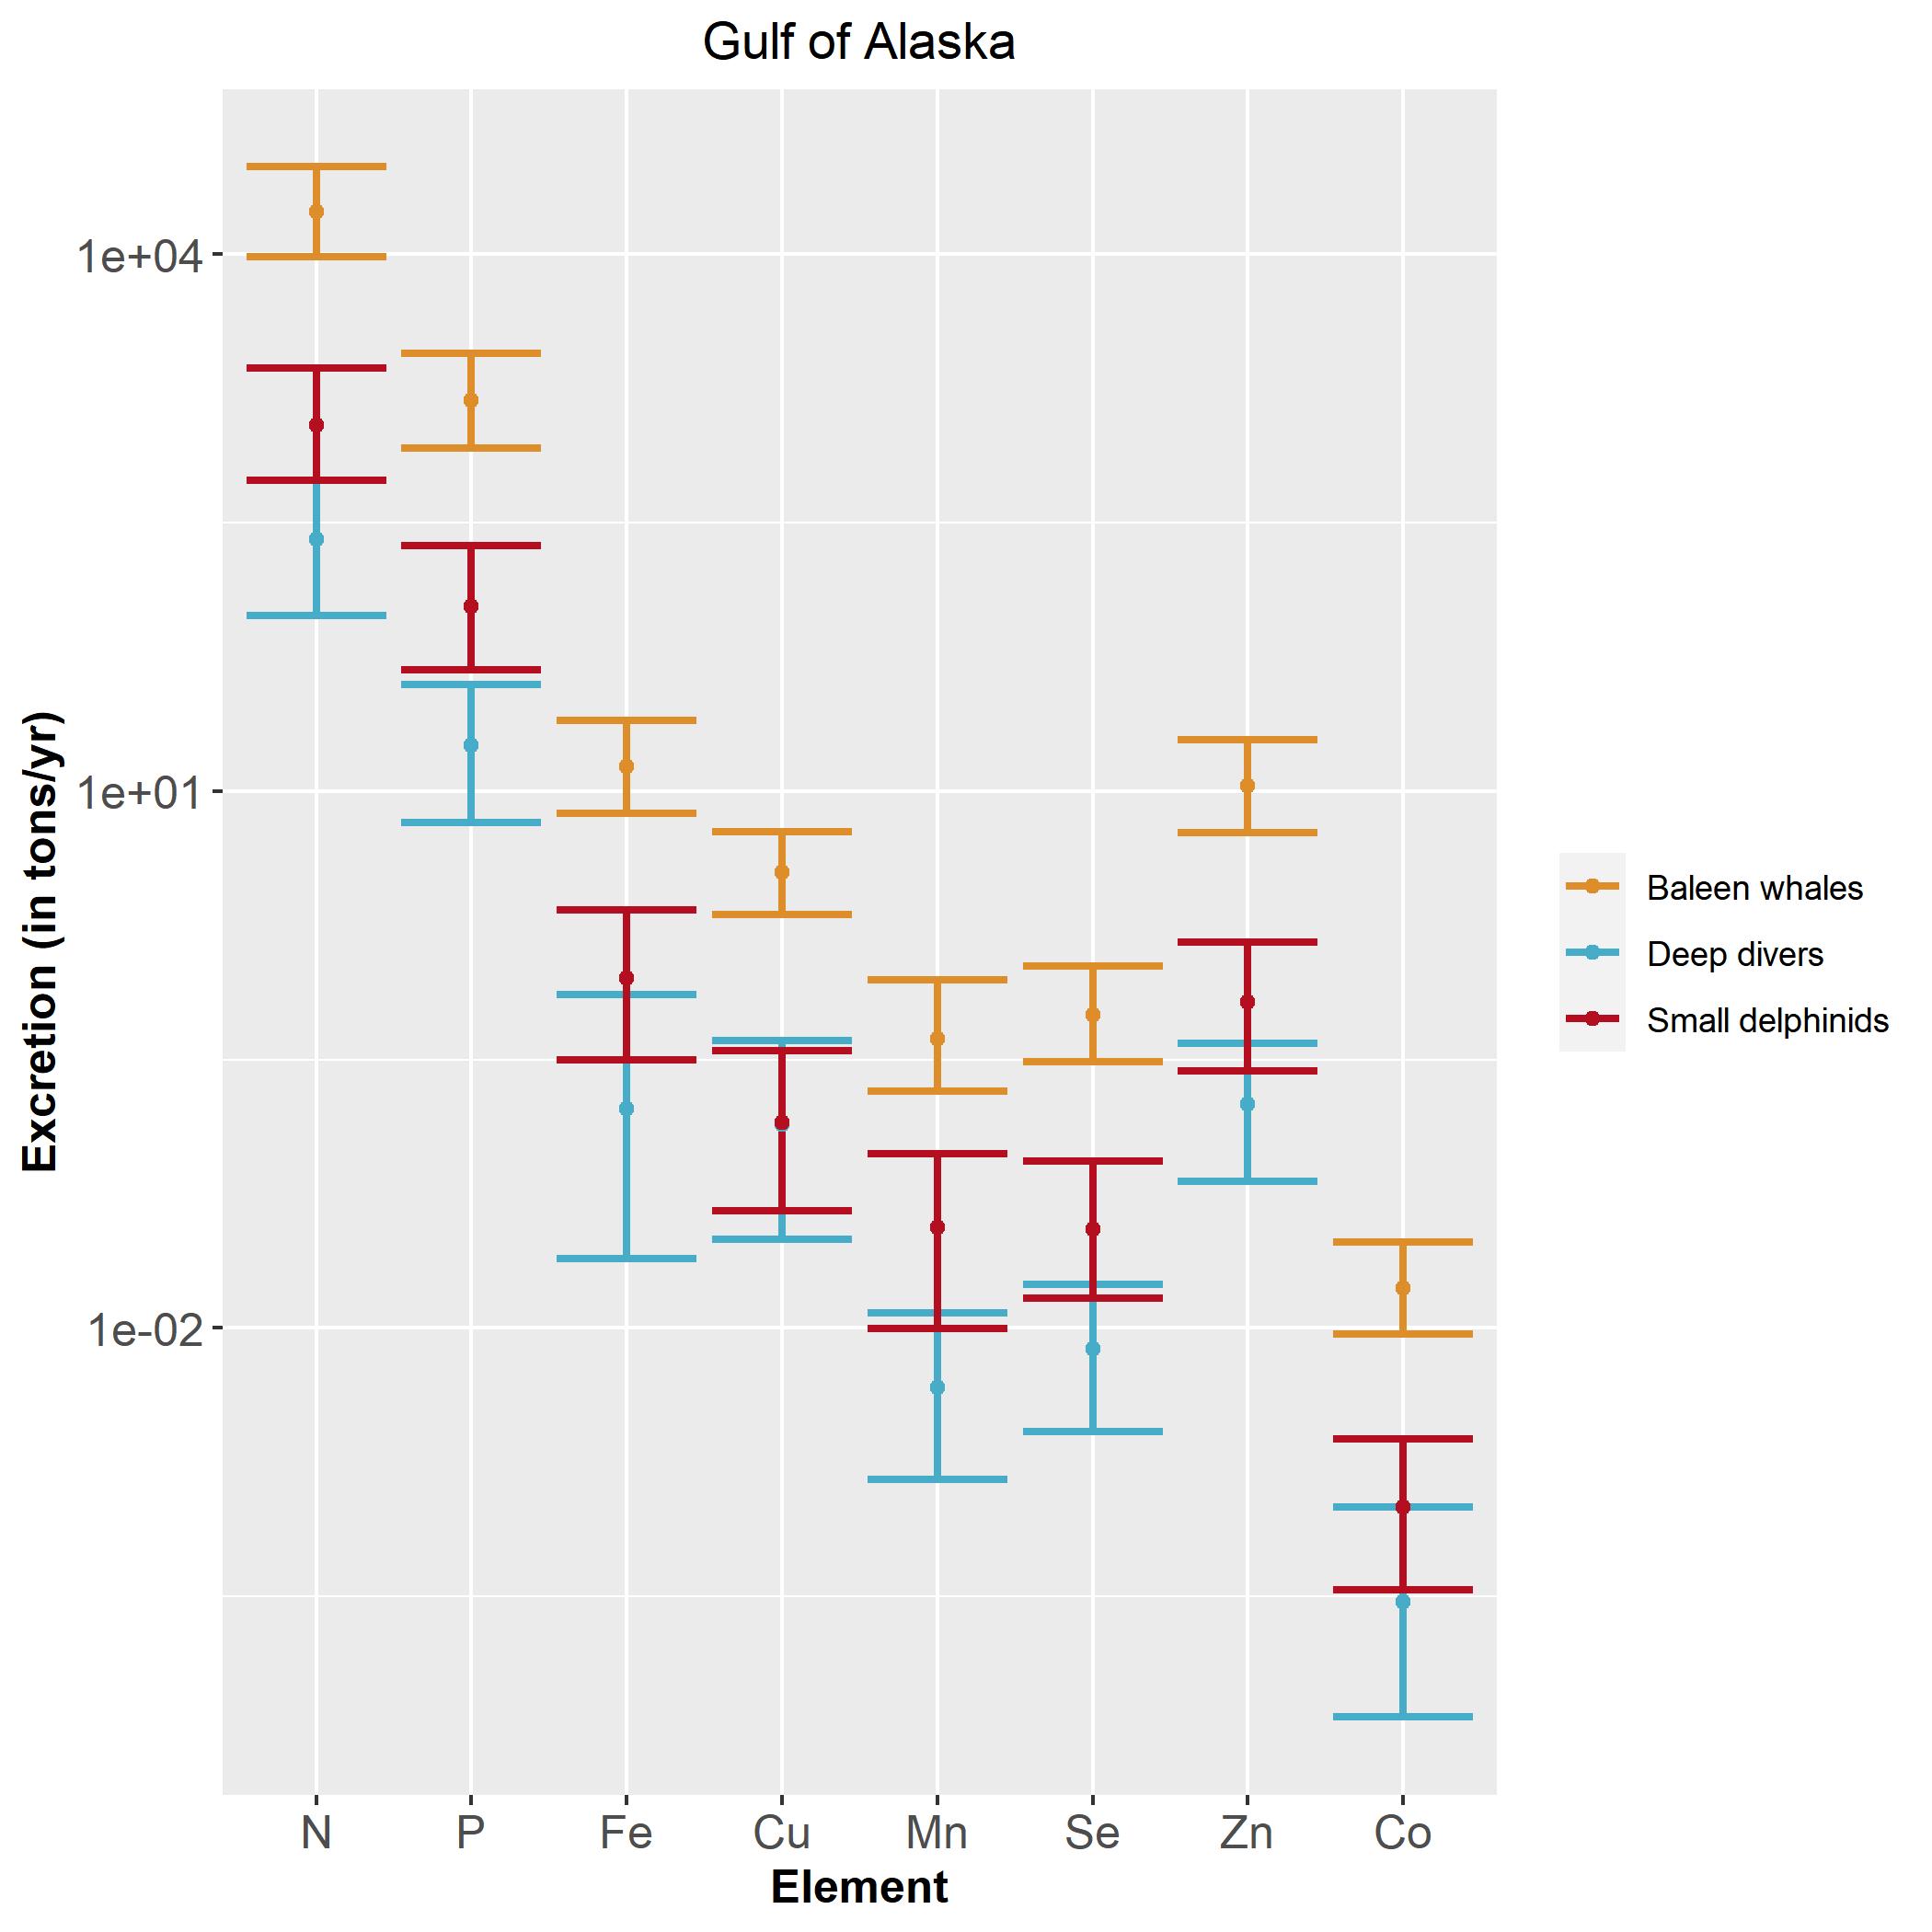 Gulf of Alaska
Excretion (in tons/yr)
1e+04
1e+01
1e-02
N P Fe Cu Mn Se Zn Co
Element
Baleen whales
Deep divers
Small delphinids